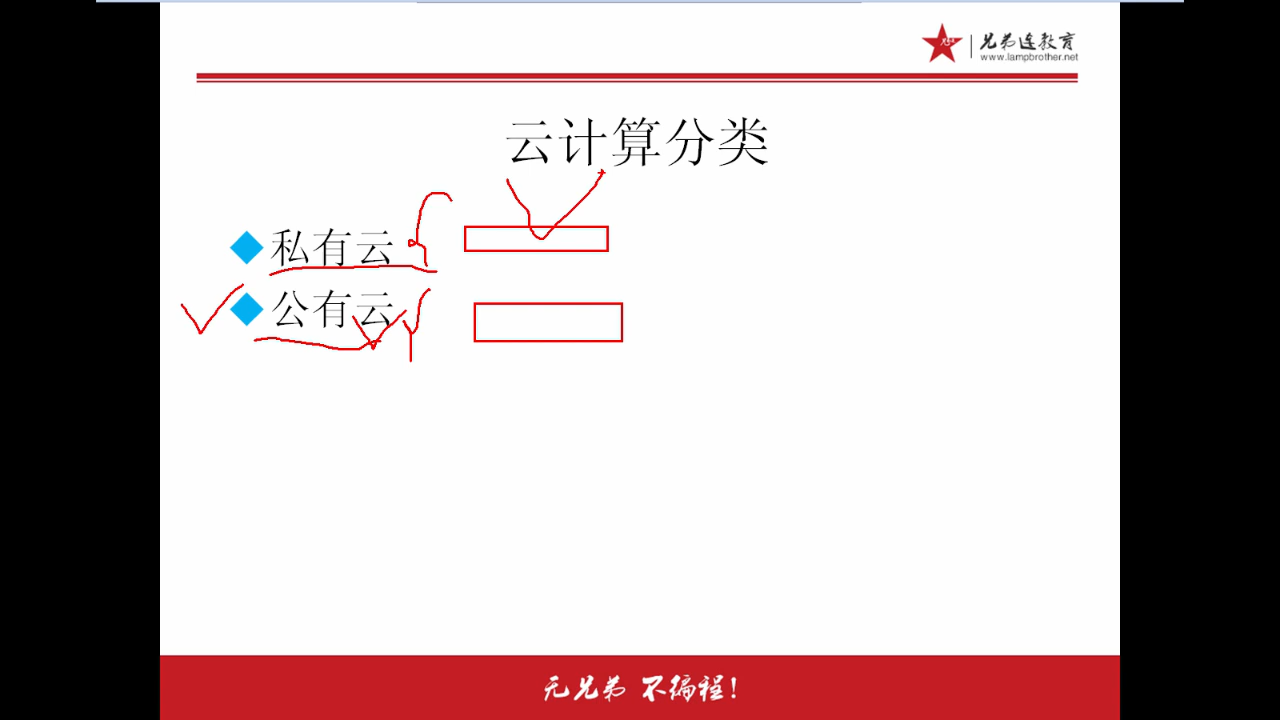 兄弟连教育
www.lampbrother.net
云计算分类
私有云
公有云
无兄弟 不编程!